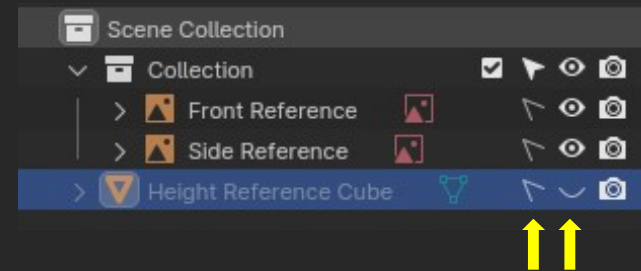 Scene Collection
Collection
Front Reference
Side Reference
Height Reference Cube